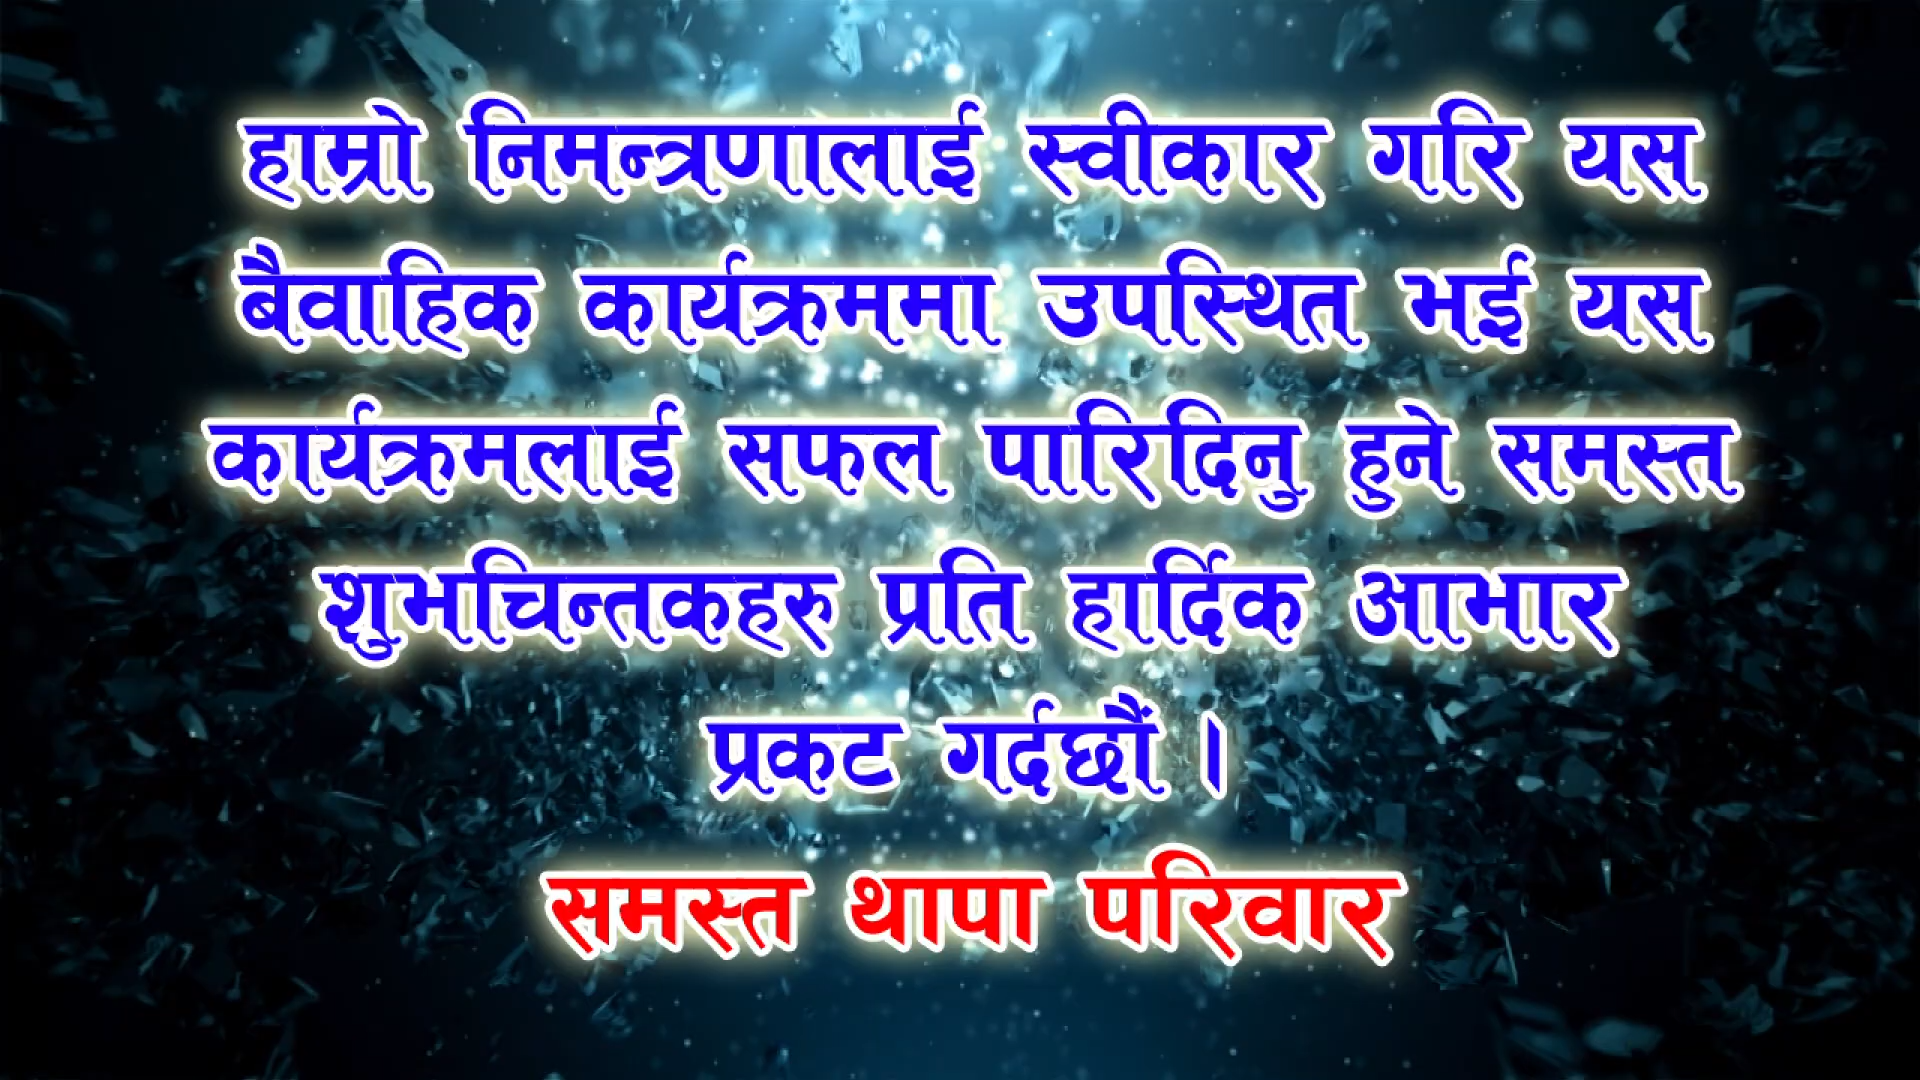 हाम्रो निमन्त्रणालाई स्वीकार गरि यस
बैवाहिक कार्यक्रममा उपस्थित भई यस
कार्यक्रमलाई सफल पारिदिनु हुने समस्त
शुभचिन्तकहरु प्रति हार्दिक आभार
प्रकट गर्दछौं ।
समस्त थापा परिवार